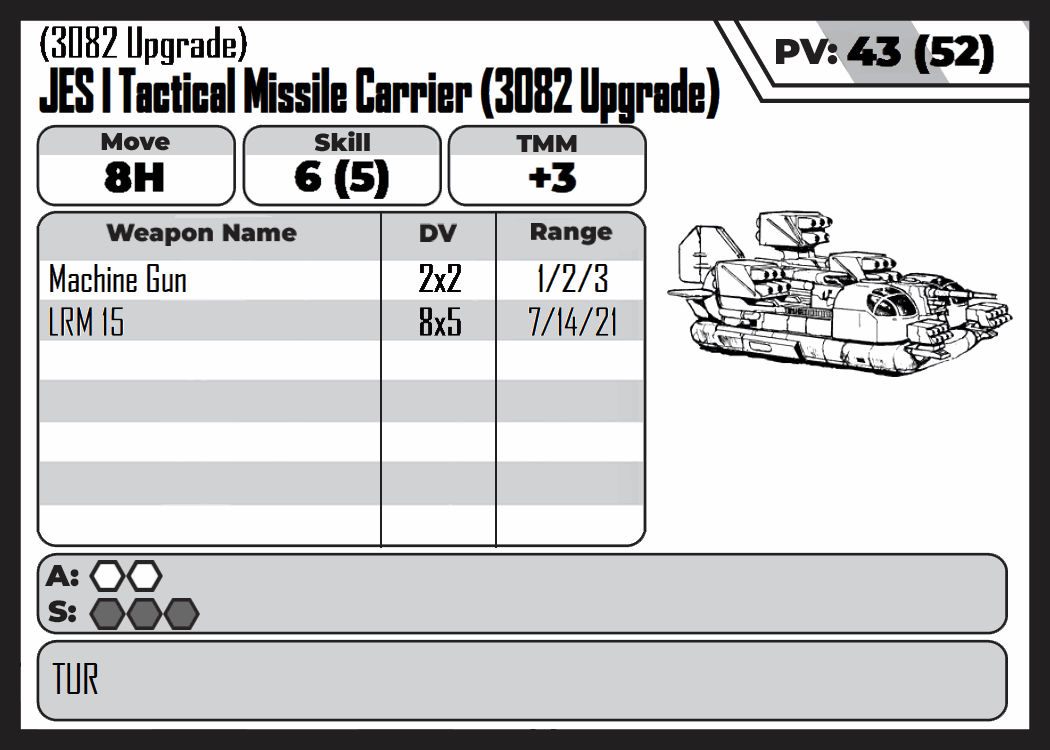 (3082 Upgrade)
JES I Tactical Missile Carrier (3082 Upgrade)
PV: 43 (52)
Move Skill TMM
8H 6 (5) +3
Weapon Name DV Range
Machine Gun 2x2 1/2/3
LRM 15 8x5 7/14/21
A:
S:
TUR